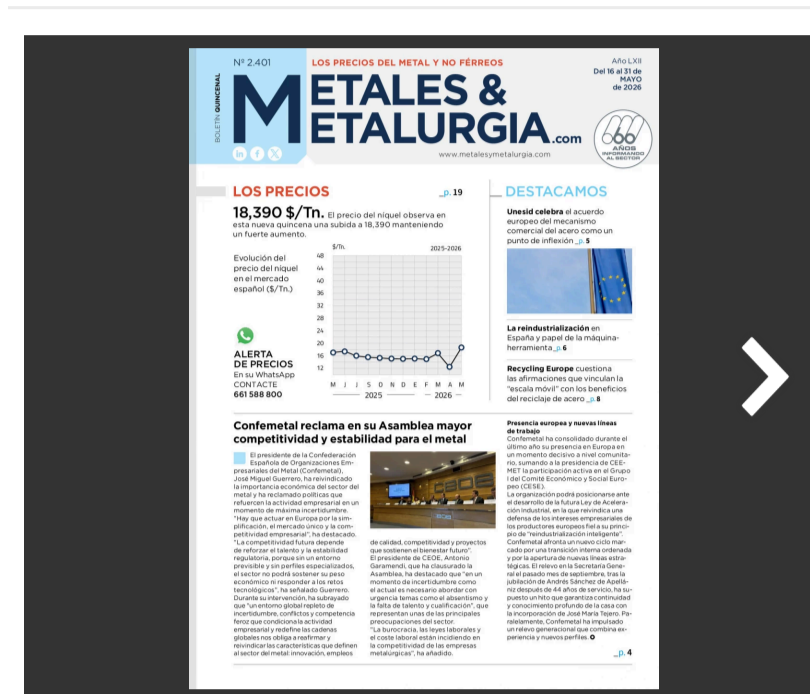 Nº 2.401
LOS PRECIOS DEL METAL Y NO FÉRREOS
Año LXII
Del 16 al 31 de
MAYO
de 2026
BOLETÍN QUINCENAL
METALES &
METALURGIA.com
www.metalesymetalurgia.com
60
AÑOS
INFORMANDO
AL SECTOR
LOS PRECIOS
_p. 19
18,390 $/Tn. El precio del níquel observa en
esta nueva quincena una subida a 18,390 manteniendo
un fuerte aumento.
Evolución del
precio del níquel
en el mercado
español ($/Tn.)
$/Tn.
2025-2026
48
44
40
36
32
28
24
20
16
12
M J J S O N D E F M A M
2025
2026
ALERTA
DE PRECIOS
En su WhatsApp
CONTACTE
661 588 800
DESTACAMOS
Unesid celebra el acuerdo
europeo del mecanismo
comercial del acero como un
punto de inflexión _p. 5
La reindustrialización en
España y papel de la máquina-
herramienta _p. 6
Recycling Europe cuestiona
las afirmaciones que vinculan la
"escala móvil" con los beneficios
del reciclaje de acero _p. 8
Confemetal reclama en su Asamblea mayor
competitividad y estabilidad para el metal
El presidente de la Confederación
Española de Organizaciones Em-
presariales del Metal (Confemetal),
José Miguel Guerrero, ha reivindicado
la importancia económica del sector del
metal y ha reclamado políticas que
refuercen la actividad empresarial en un
momento de máxima incertidumbre.
"Hay que actuar en Europa por la sim-
plificación, el mercado único y la com-
petitividad empresarial", ha destacado.
"La competitividad futura depende
de reforzar el talento y la estabilidad
regulatoria, porque sin un entorno
previsible y sin perfiles especializados,
el sector no podrá sostener su peso
económico ni responder a los retos
tecnológicos", ha señalado Guerrero.
Durante su intervención, ha subrayado
que "un entorno global repleto de
incertidumbre, conflictos y competencia
feroz que condiciona la actividad
empresarial y redefine las cadenas
globales nos obliga a reafirmar y
reivindicar las características que definen
al sector del metal: innovación, empleos
de calidad, competitividad y proyectos
que sostienen el bienestar futuro".
El presidente de CEOE, Antonio
Garamendi, que ha clausurado la
Asamblea, ha destacado que "en un
momento de incertidumbre como
el actual es necesario abordar con
urgencia temas como el absentismo y
la falta de talento y cualificación", que
representan unas de las principales
preocupaciones del sector.
"La burocracia, las leyes laborales y
el coste laboral están incidiendo en
la competitividad de las empresas
metalúrgicas", ha añadido.
Presencia europea y nuevas líneas
de trabajo
Confemetal ha consolidado durante el
último año su presencia en Europa en
un momento decisivo a nivel comunita-
rio, sumando a la presidencia de CEE-
MET la participación activa en el Grupo
I del Comité Económico y Social Euro-
peo (CESE).
La organización podrá posicionarse ante
el desarrollo de la futura Ley de Acelera-
ción Industrial, en la que reivindica una
defensa de los intereses empresariales de
los productores europeos fiel a su princi-
pio de "reindustrialización inteligente".
Confemetal afronta un nuevo ciclo mar-
cado por una transición interna ordenada
y por la apertura de nuevas líneas estra-
tégicas. El relevo en la Secretaría Gene-
ral el pasado mes de septiembre, tras la
jubilación de Andrés Sánchez de Apellá-
niz después de 44 años de servicio, ha su-
puesto un hito que garantiza continuidad
y conocimiento profundo de la casa con
la incorporación de José María Tejero. Pa-
ralelamente, Confemetal ha impulsado
un relevo generacional que combina ex-
periencia y nuevos perfiles.
_p. 4